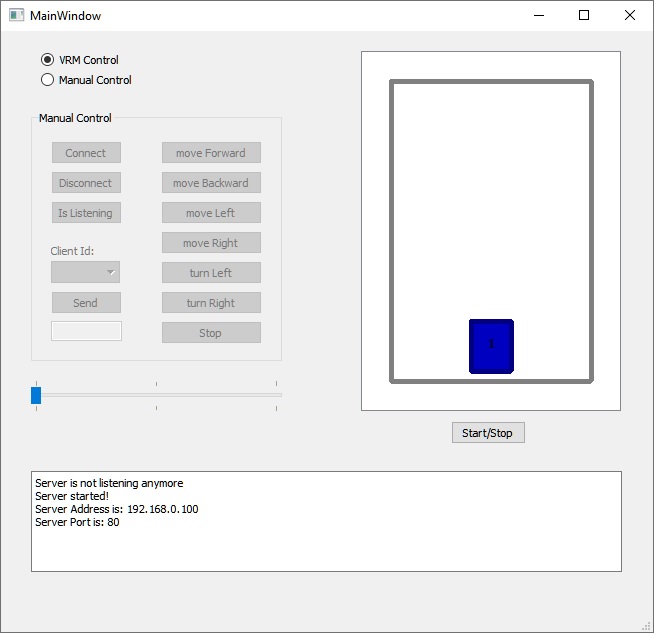 MainWindow
VRM Control
Manual Control
Manual Control
Connect
move Forward
Disconnect
move Backward
Is Listening
move Left
move Right
Client Id:
turn Left
Send
turn Right
Stop
Start/Stop
Server is not listening anymore
Server started!
Server Address is: 192.168.0.100
Server Port is: 80